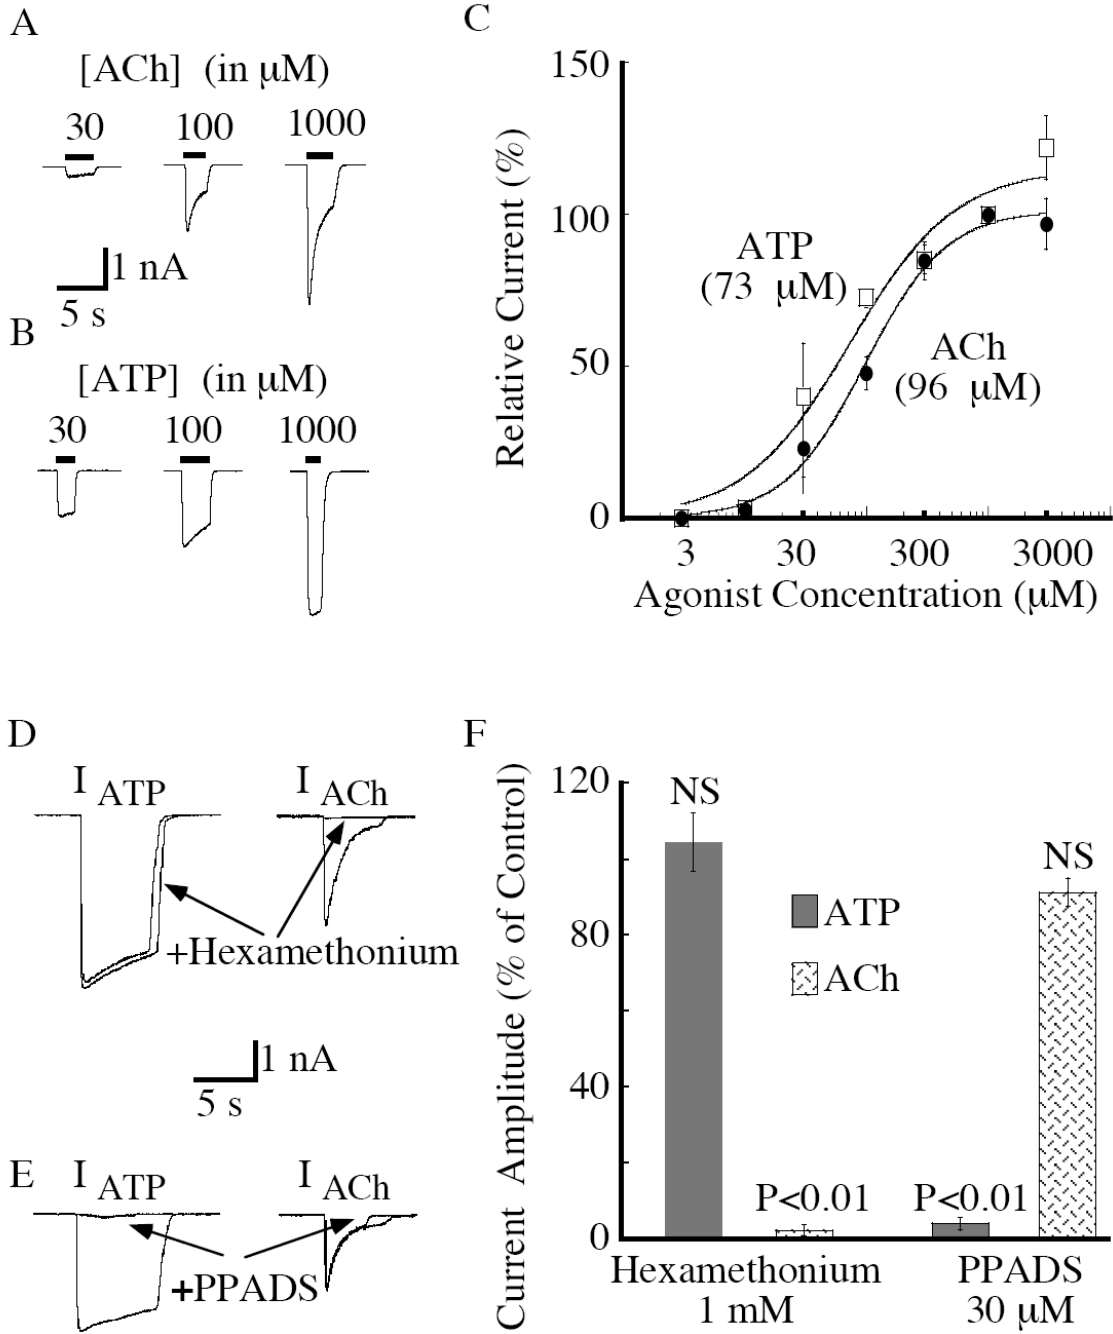 A
[ACh] (in μM)
30 100 1000
1 nA
5 s
B
[ATP] (in μM)
30 100 1000
C
Relative Current (%)
150
100
50
0
ATP
(73 μM)
ACh
(96 μM)
3 30 300 3000
Agonist Concentration (μM)
D
I ATP I ACh
+Hexamethonium
1 nA
5 s
E
I ATP I ACh
+PPADS
F
Current Amplitude (% of Control)
120
80
40
0
NS
NS
ATP
ACh
P<0.01 P<0.01
Hexamethonium PPADS
1 mM 30 μM